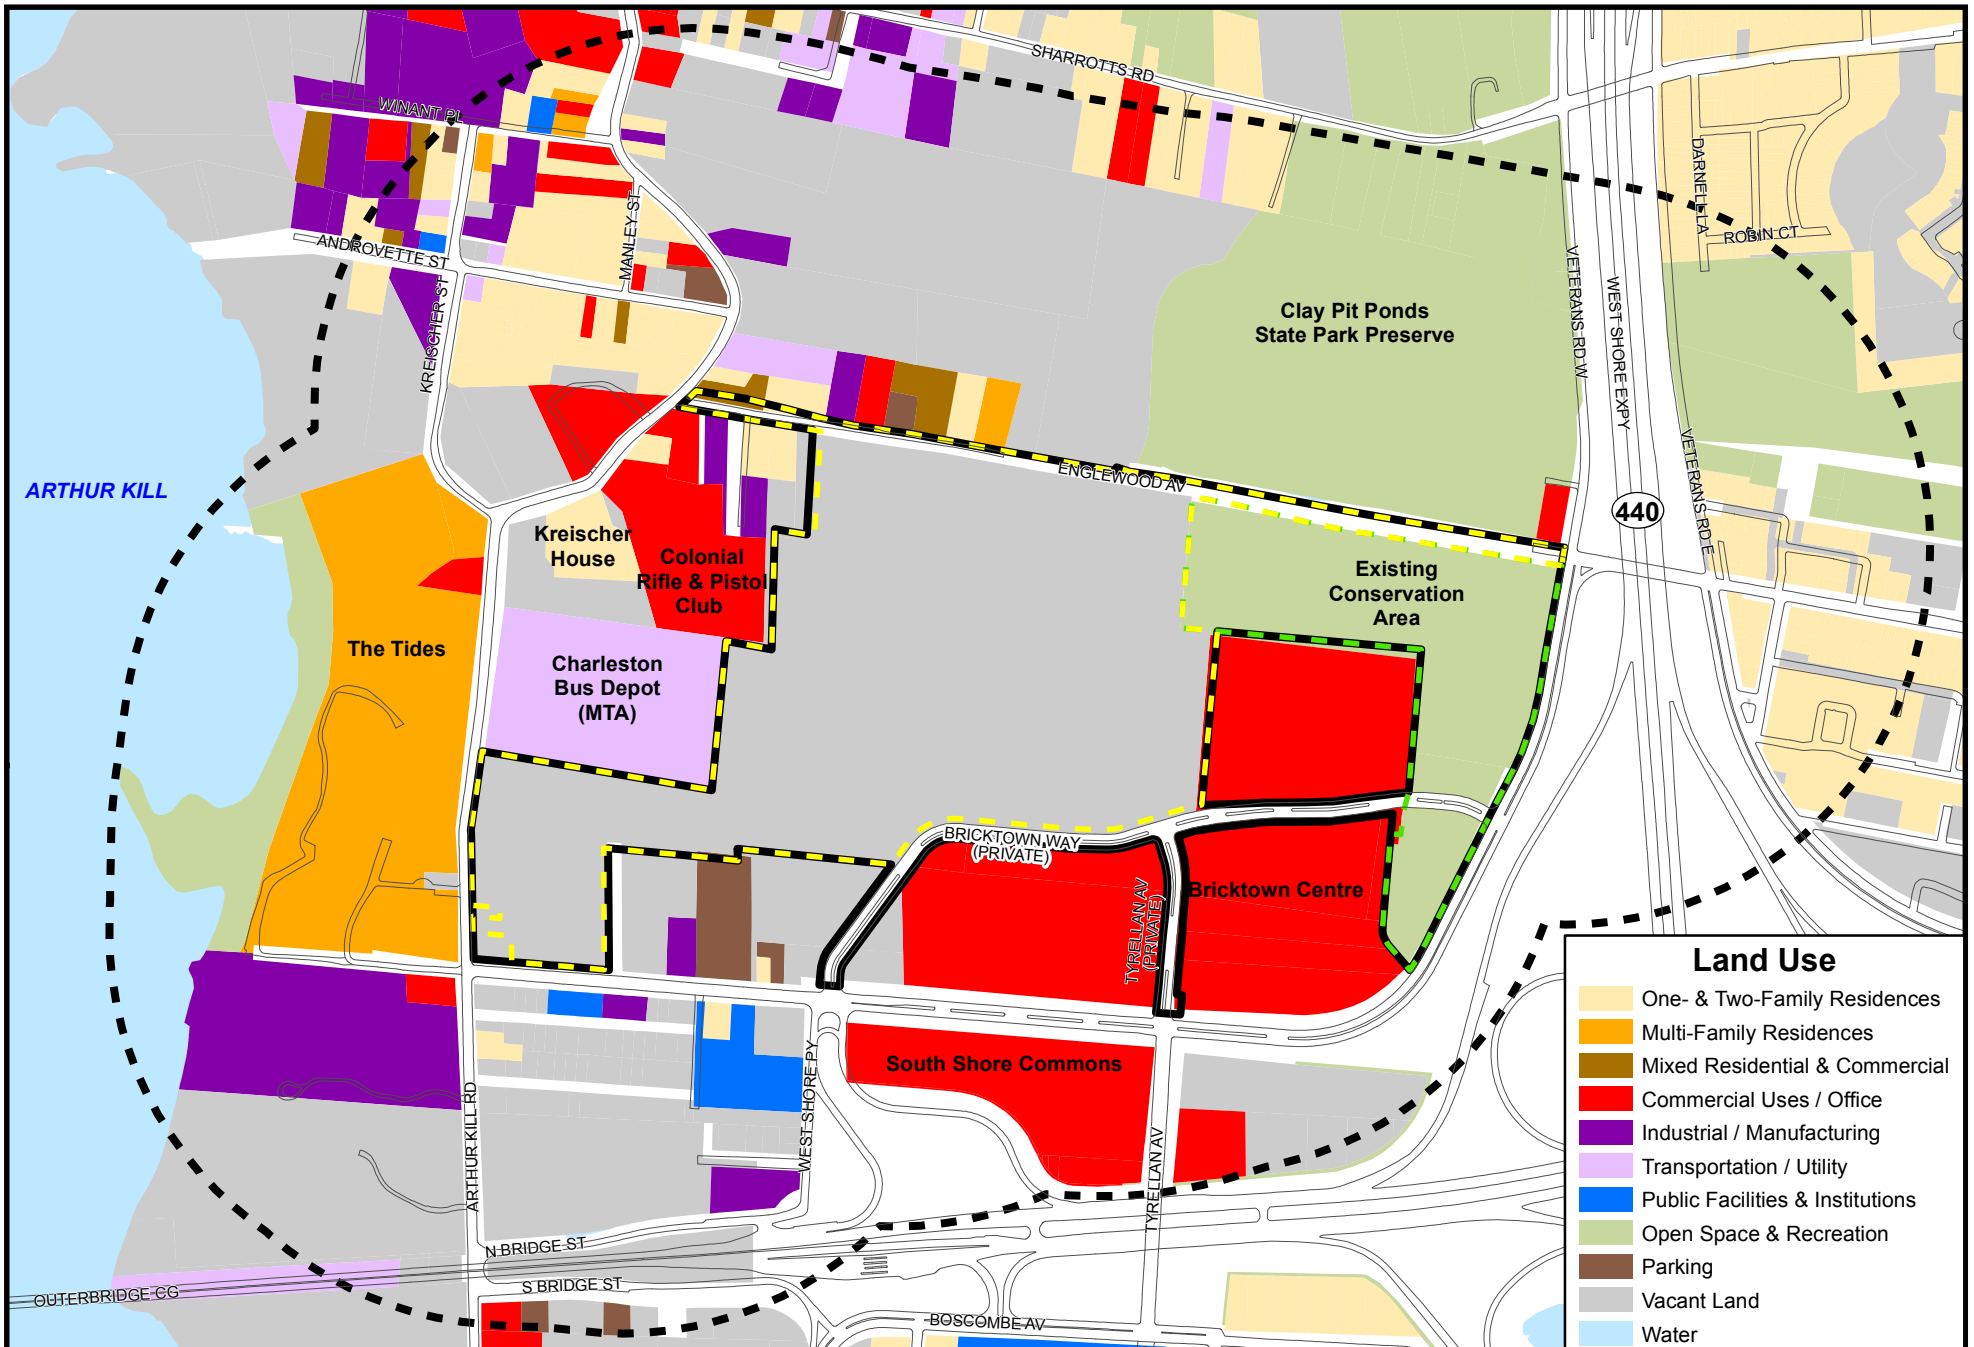 SHARROTTS RD
WINANT PL
DARNELL LA
ROBIN CT
MANLEY ST
ANDROVETTE ST
KREISCHER ST
VETERANS RD W
WEST SHORE EXPY
Clay Pit Ponds
State Park Preserve
ARTHUR KILL
ENGLEWOOD AV
440
VETERANS RD E
Kreischer
House
Colonial
Rifle & Pistol
Club
Existing
Conservation
Area
The Tides
Charleston
Bus Depot
(MTA)
BRICKTOWN WAY
(PRIVATE)
TYRELLAN AV
(PRIVATE)
Bricktown Centre
South Shore Commons
WEST SHORE PY
ARTHUR KILL RD
TYRELLAN AV
N BRIDGE ST
S BRIDGE ST
OUTERBRIDGE CG
BOSCOMBE AV
Land Use
One- & Two-Family Residences
Multi-Family Residences
Mixed Residential & Commercial
Commercial Uses / Office
Industrial / Manufacturing
Transportation / Utility
Public Facilities & Institutions
Open Space & Recreation
Parking
Vacant Land
Water